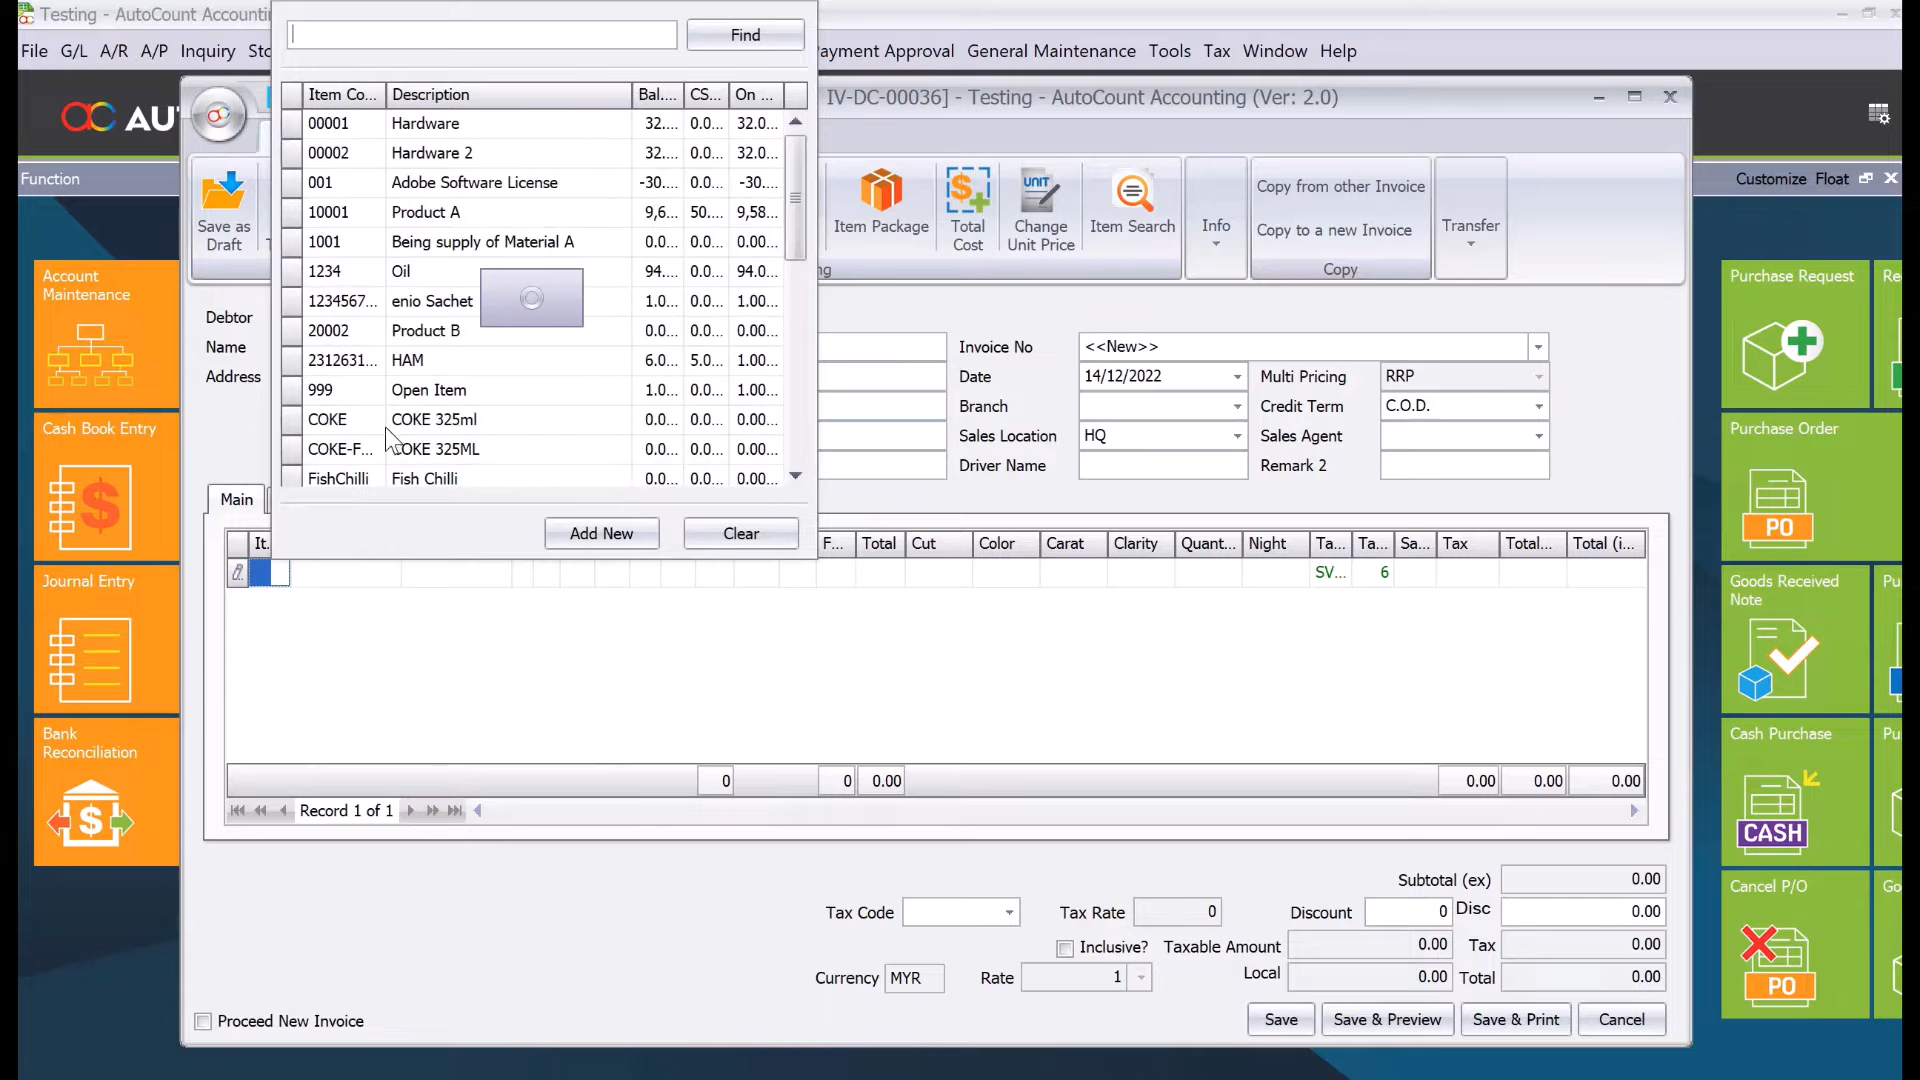 Testing - AutoCount Accounti
File G/L A/R A/P Inquiry Sto
Find
Payment Approval General Maintenance Tools Tax Window Help
IV-DC-00036] - Testing - AutoCount Accounting (Ver: 2.0)
AU
Function
Customize Float
Item Co... Description Bal.... CS... On ...
00001 Hardware 32.... 0.0... 32.0...
00002 Hardware 2 32.... 0.0... 32.0...
001 Adobe Software License -30.... 0.0... -30....
10001 Product A 9,6... 50.... 9,58...
1001 Being supply of Material A 0.0... 0.0... 0.00...
1234 Oil 94.... 0.0... 94.0...
1234567... enio Sachet 1.0... 0.0... 1.00...
20002 Product B 0.0... 0.0... 0.00...
2312631... HAM 6.0... 5.0... 1.00...
999 Open Item 1.0... 0.0... 1.00...
COKE COKE 325ml 0.0... 0.0... 0.00...
COKE-F... COKE 325ML 0.0... 0.0... 0.00...
FishChilli Fish Chilli 0.0... 0.0... 0.00...
Add New Clear
Save as
Draft
Item Package
Total
Cost
UNIT
Change
Unit Price
Item Search
Info
Copy from other Invoice
Copy to a new Invoice
Copy
Transfer
ng
Account
Maintenance
Cash Book Entry
Journal Entry
Bank
Reconciliation
Debtor
Name
Address
Invoice No <<New>>
Date 14/12/2022 Multi Pricing RRP
Branch Credit Term C.O.D.
Sales Location HQ Sales Agent
Driver Name Remark 2
Main
It. F... Total Cut Color Carat Clarity Quant... Night Ta... Ta... Sa... Tax Total... Total (i...
SV... 6
0 0 0.00 0.00 0.00 0.00
Record 1 of 1
Subtotal (ex) 0.00
Tax Code Tax Rate 0 Discount 0 Disc 0.00
Inclusive? Taxable Amount 0.00 Tax 0.00
Currency MYR Rate 1 Local 0.00 Total 0.00
Proceed New Invoice
Save Save & Preview Save & Print Cancel
Purchase Request
Re
Purchase Order
PO
Goods Received
Note
Pu
Cash Purchase
Pu
CASH
Cancel P/O
Go
PO